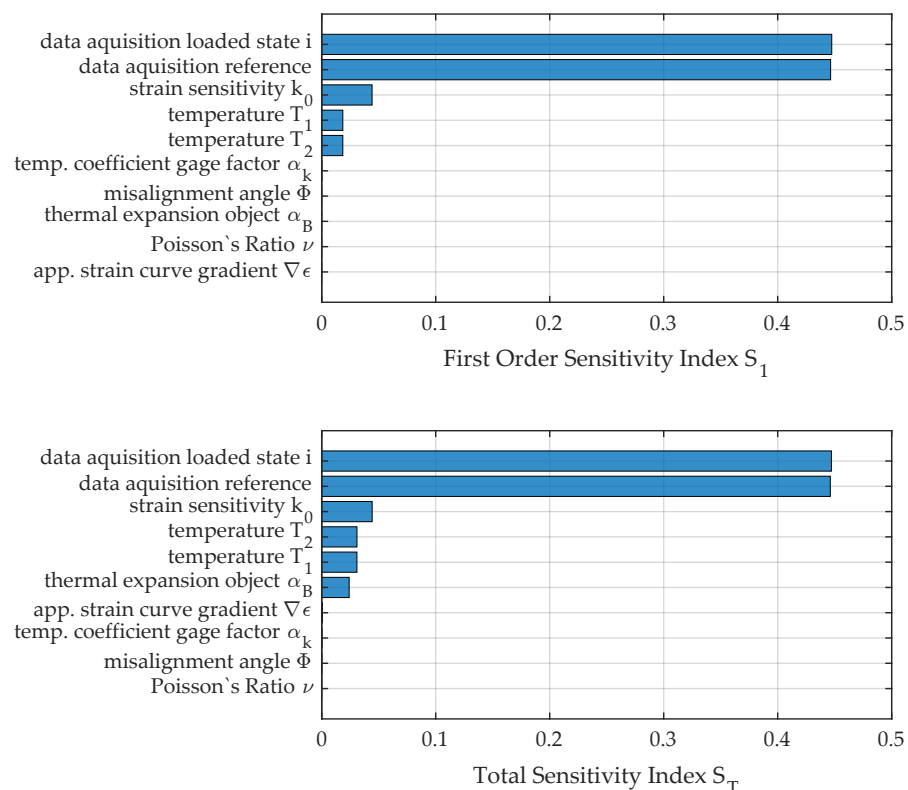 data aquisition loaded state i
data aquisition reference
strain sensitivity k₀
temperature T₁
temperature T₂
temp. coefficient gage factor αₖ
misalignment angle Φ
thermal expansion object α_B
Poisson`s Ratio ν
app. strain curve gradient ∇ϵ
0 0.1 0.2 0.3 0.4 0.5
First Order Sensitivity Index S₁
data aquisition loaded state i
data aquisition reference
strain sensitivity k₀
temperature T₂
temperature T₁
thermal expansion object α_B
app. strain curve gradient ∇ϵ
temp. coefficient gage factor αₖ
misalignment angle Φ
Poisson`s Ratio ν
0 0.1 0.2 0.3 0.4 0.5
Total Sensitivity Index S_T